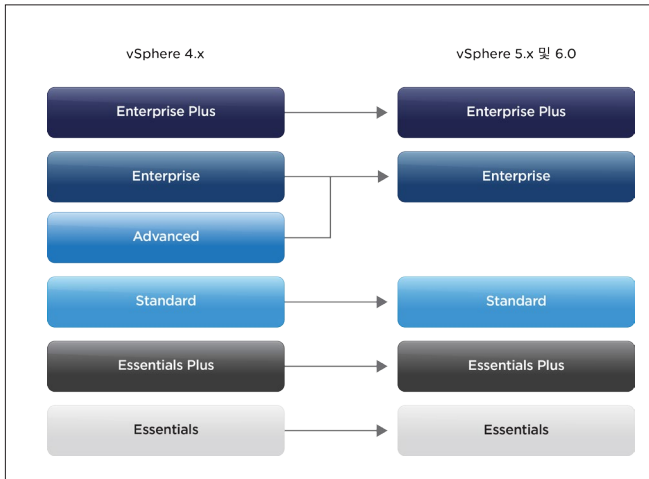 vSphere 4.x
vSphere 5.x 및 6.0
Enterprise Plus
Enterprise Plus
Enterprise
Enterprise
Advanced
Standard
Standard
Essentials Plus
Essentials Plus
Essentials
Essentials